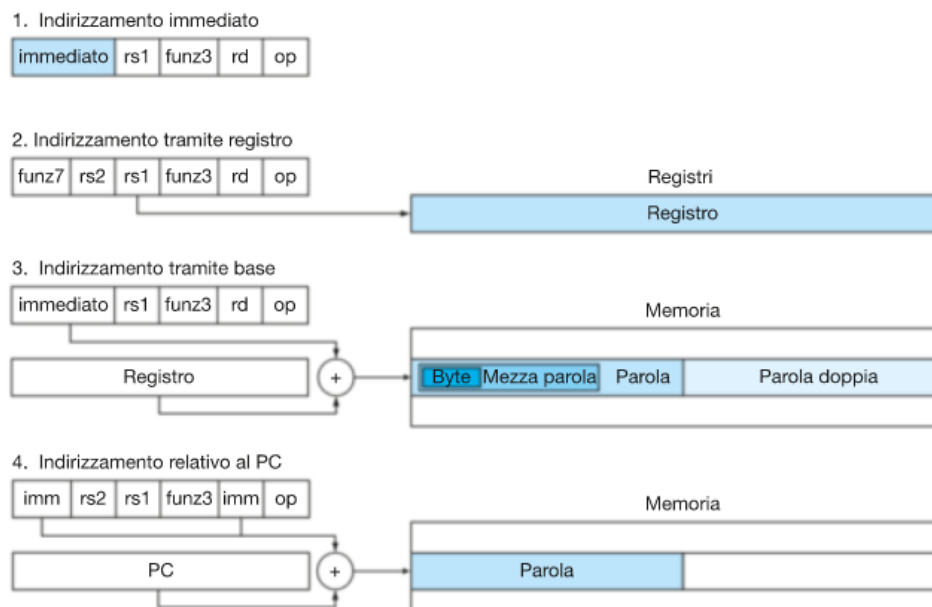 1. Indirizzamento immediato
immediato rs1 funz3 rd op
2. Indirizzamento tramite registro
funz7 rs2 rs1 funz3 rd op
Registri
Registro
3. Indirizzamento tramite base
immediato rs1 funz3 rd op
Memoria
Registro + Byte Mezza parola Parola Parola doppia
4. Indirizzamento relativo al PC
imm rs2 rs1 funz3 imm op
Memoria
PC + Parola